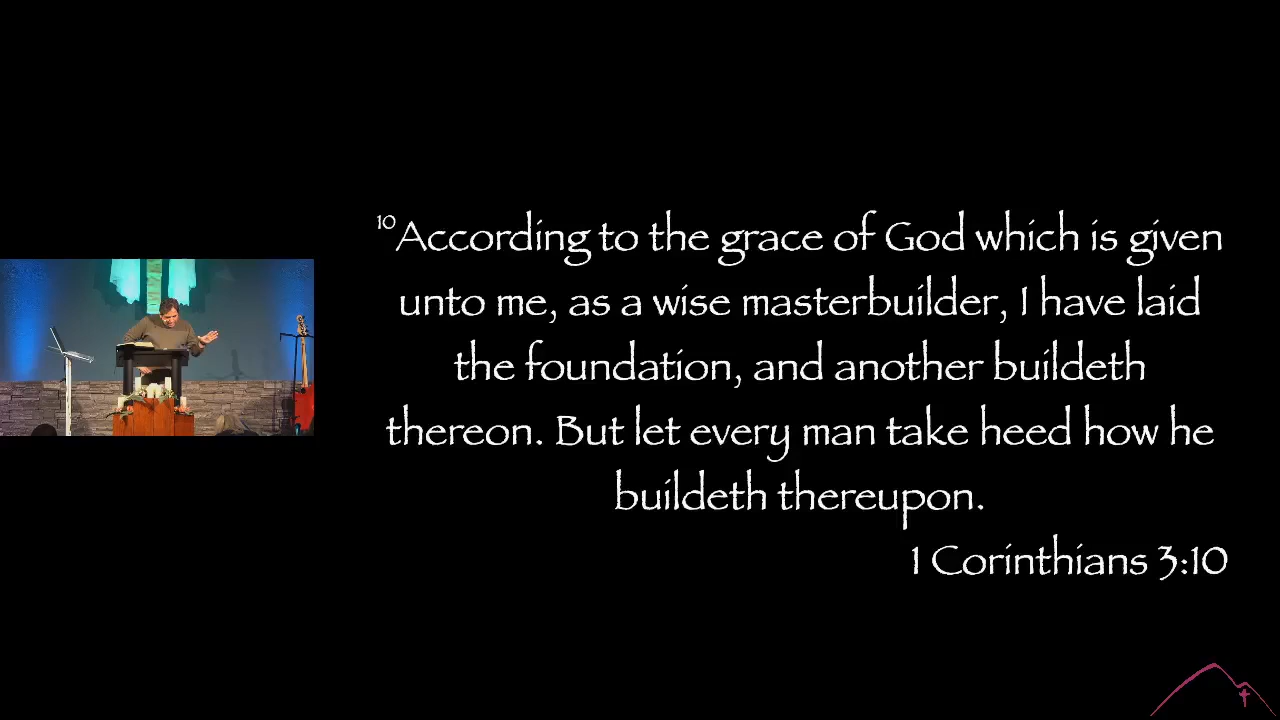 10According to the grace of God which is given
unto me, as a wise masterbuilder, I have laid
the foundation, and another buildeth
thereon. But let every man take heed how he
buildeth thereupon.
1 Corinthians 3:10